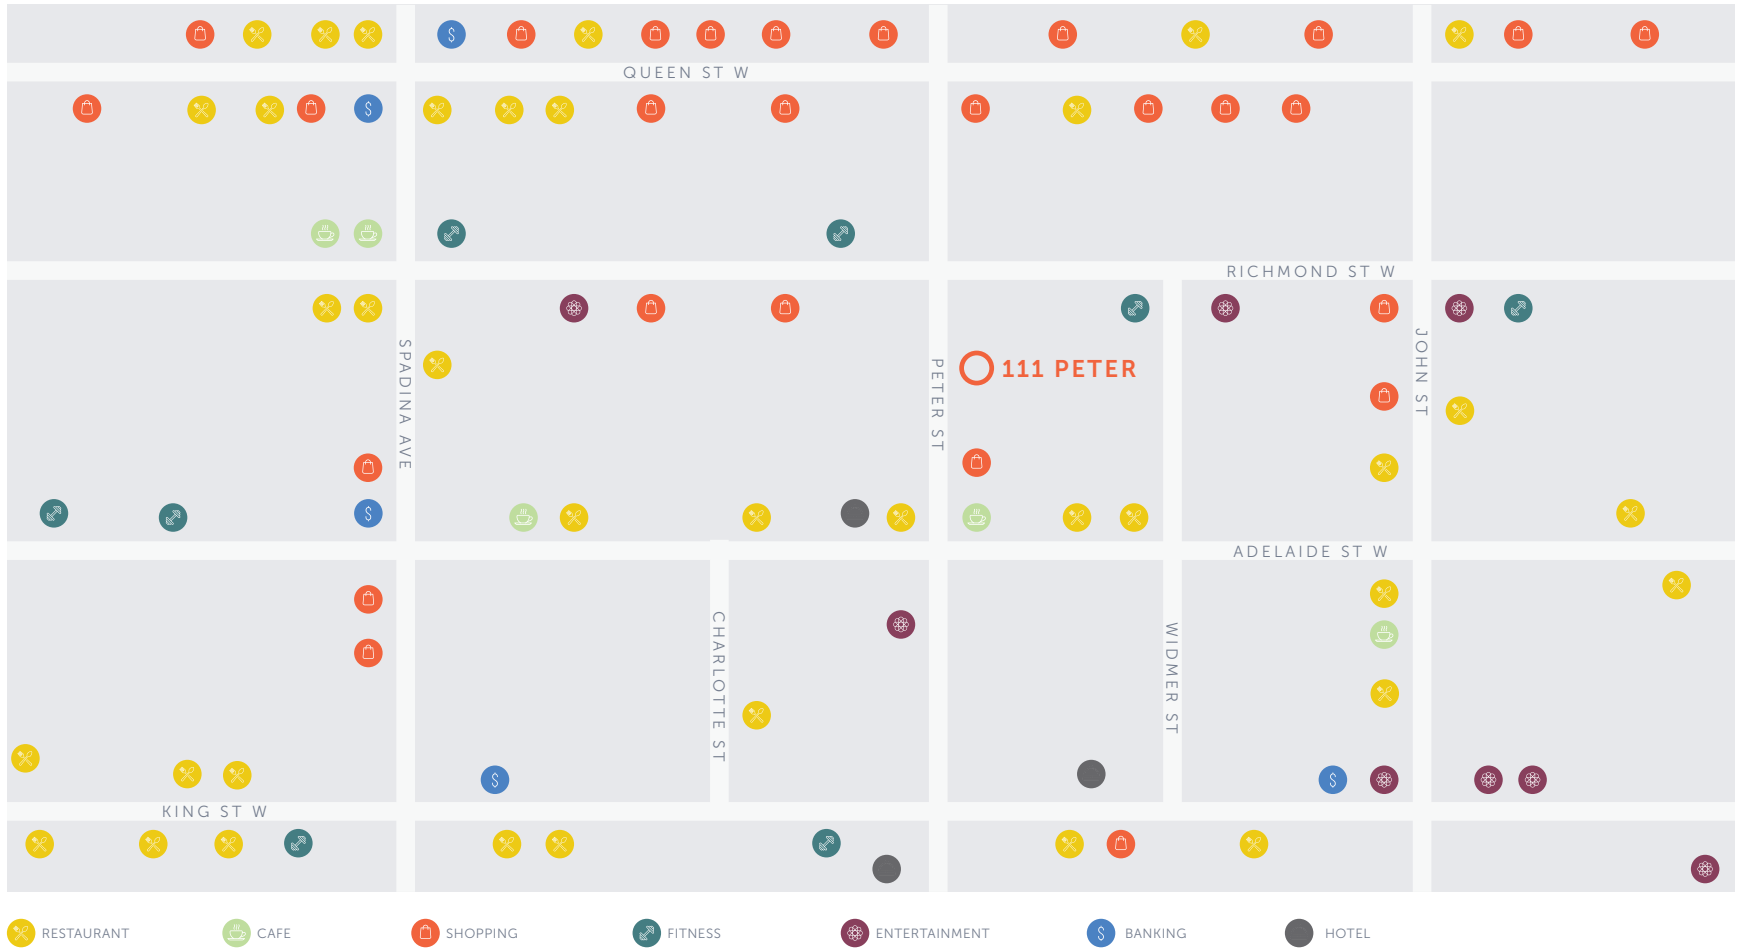 QUEEN ST W
RICHMOND ST W
SPADINA AVE
PETER ST
111 PETER
JOHN ST
ADELAIDE ST W
CHARLOTTE ST
WIDMER ST
KING ST W
RESTAURANT
CAFE
SHOPPING
FITNESS
ENTERTAINMENT
BANKING
HOTEL